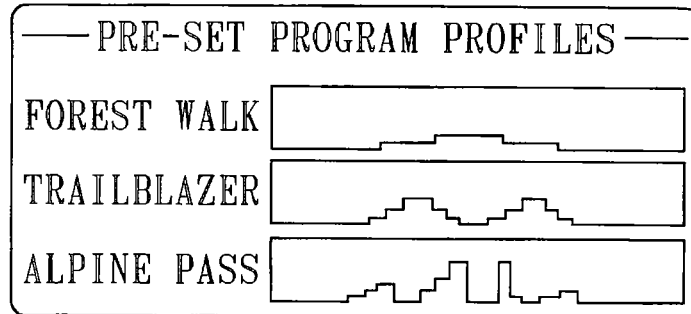 PRE-SET PROGRAM PROFILES
FOREST WALK
TRAILBLAZER
ALPINE PASS